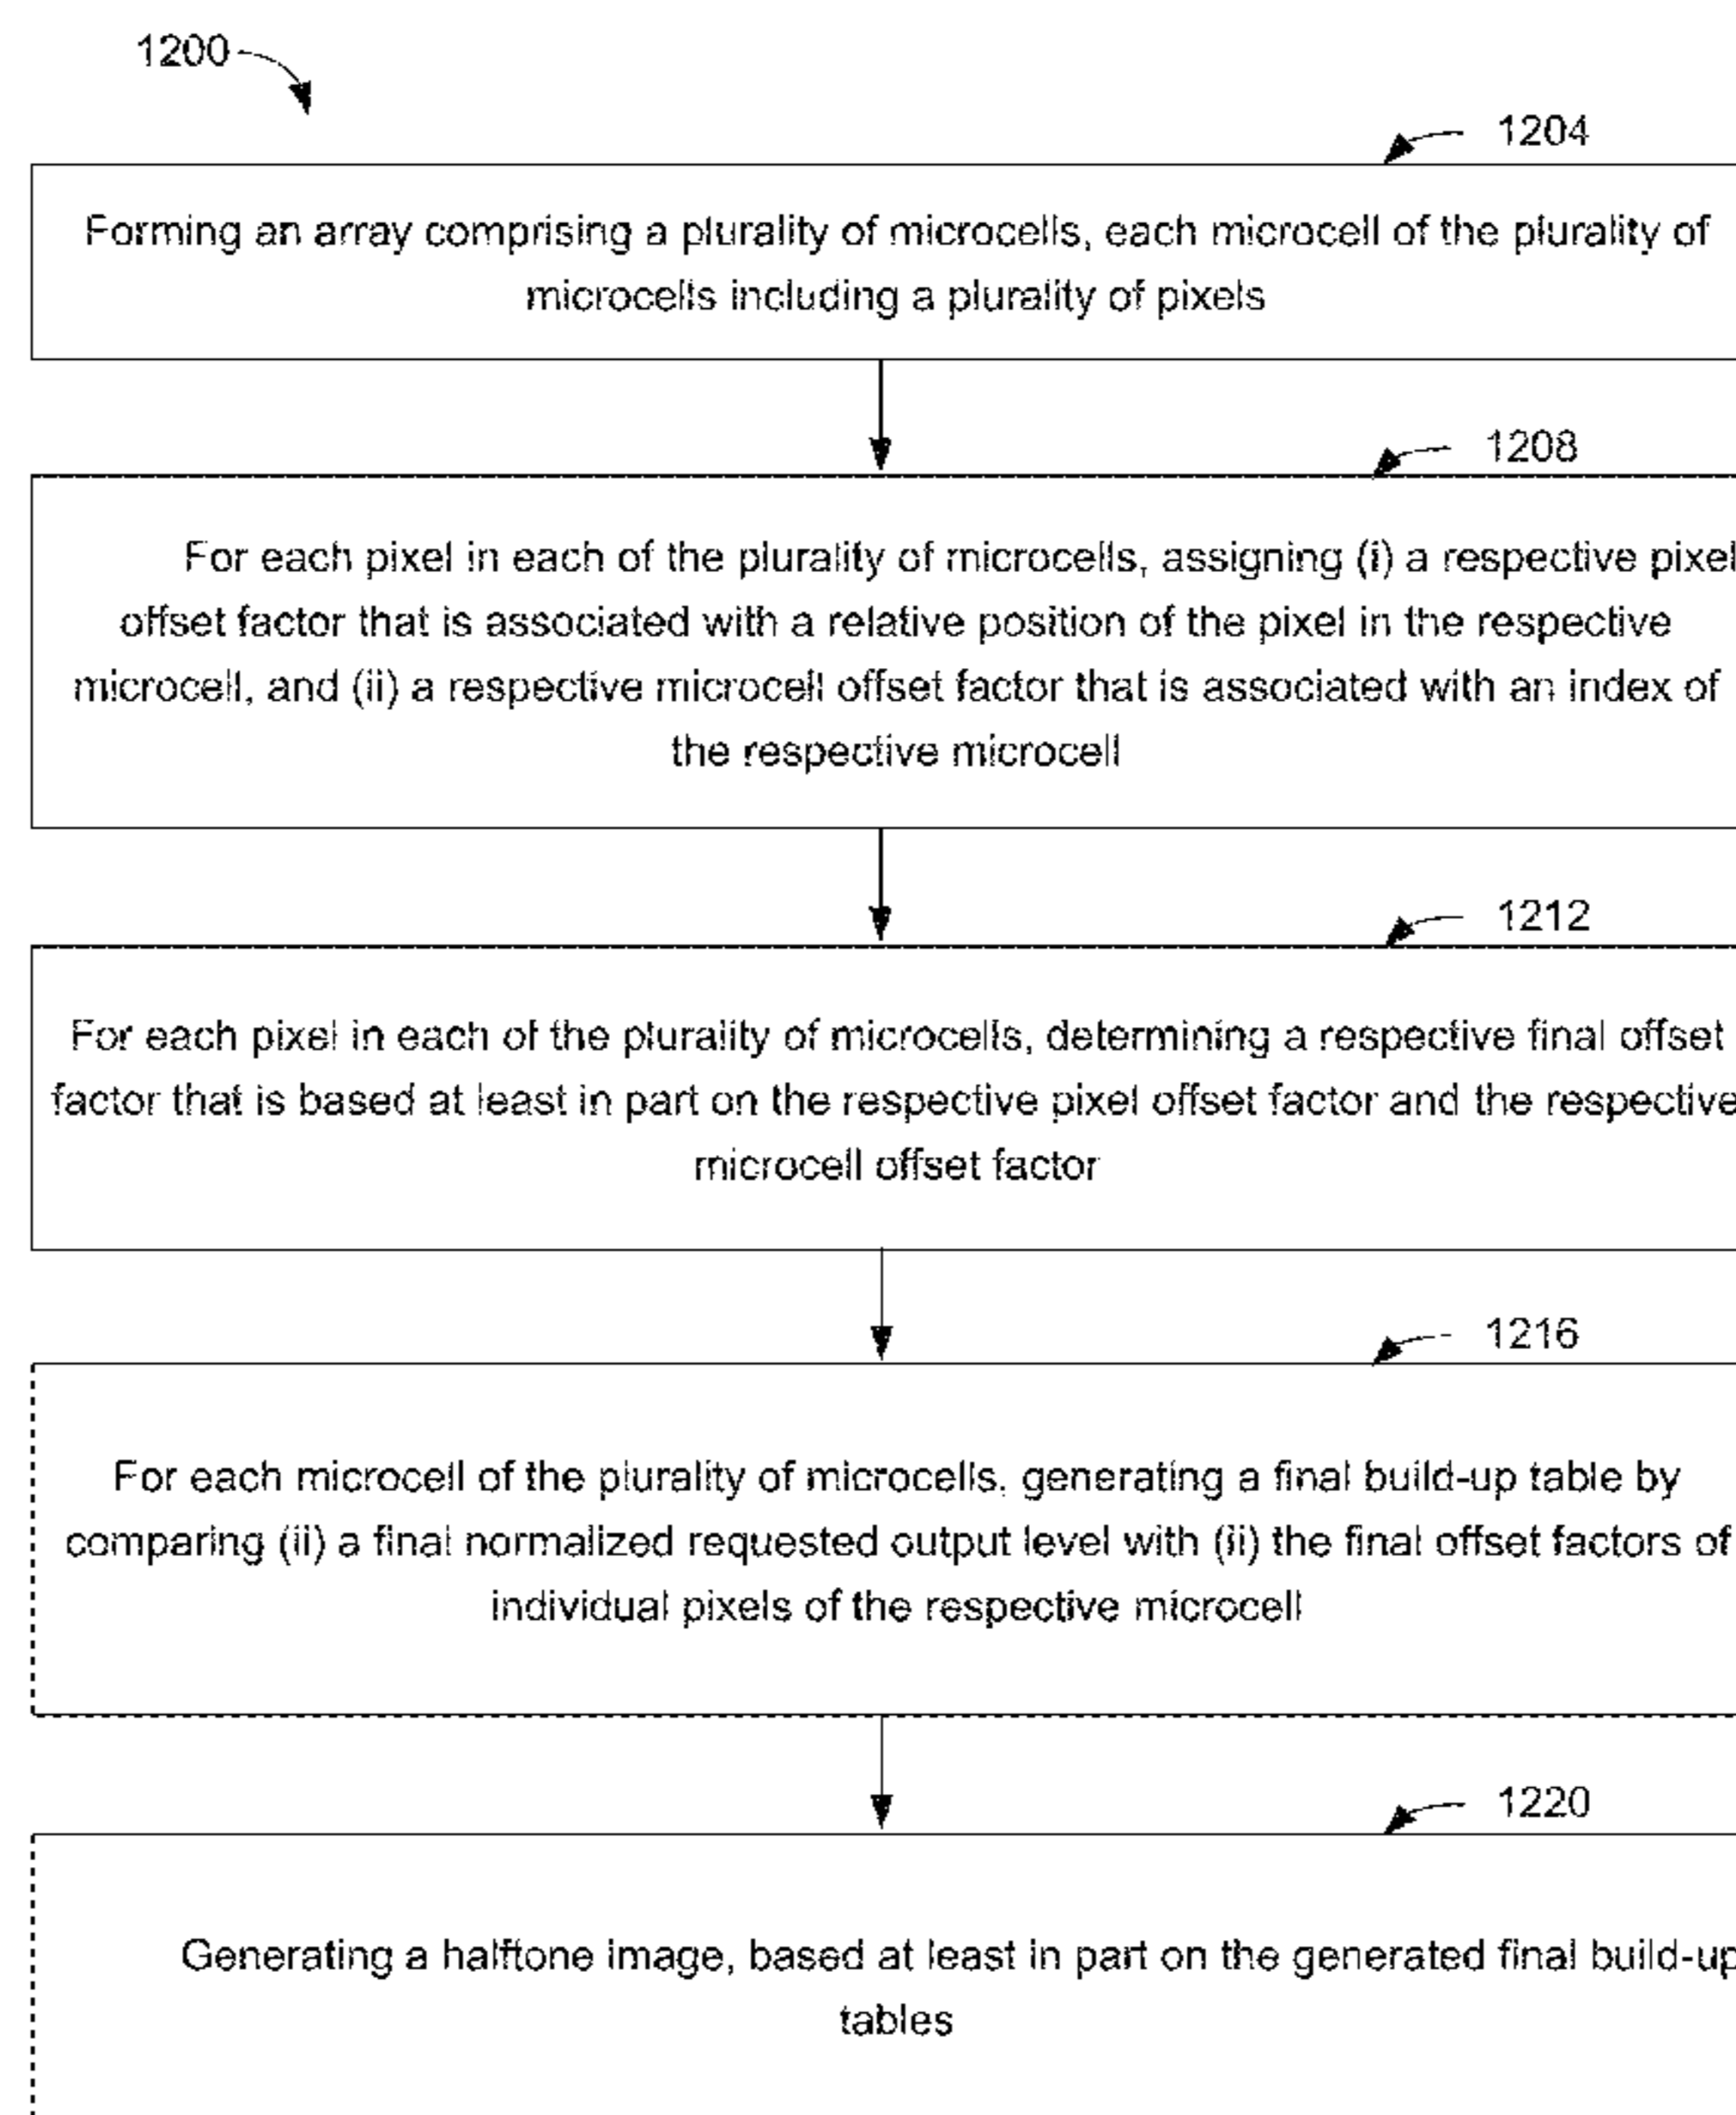 1200
1204
Forming an array comprising a plurality of microcells, each microcell of the plurality of
microcells including a plurality of pixels
1208
For each pixel in each of the plurality of microcells, assigning (i) a respective pixel
offset factor that is associated with a relative position of the pixel in the respective
microcell, and (ii) a respective microcell offset factor that is associated with an index of
the respective microcell
1212
For each pixel in each of the plurality of microcells, determining a respective final offset
factor that is based at least in part on the respective pixel offset factor and the respective
microcell offset factor
1216
For each microcell of the plurality of microcells, generating a final build-up table by
comparing (ii) a final normalized requested output level with (ii) the final offset factors of
individual pixels of the respective microcell
1220
Generating a halftone image, based at least in part on the generated final build-up
tables